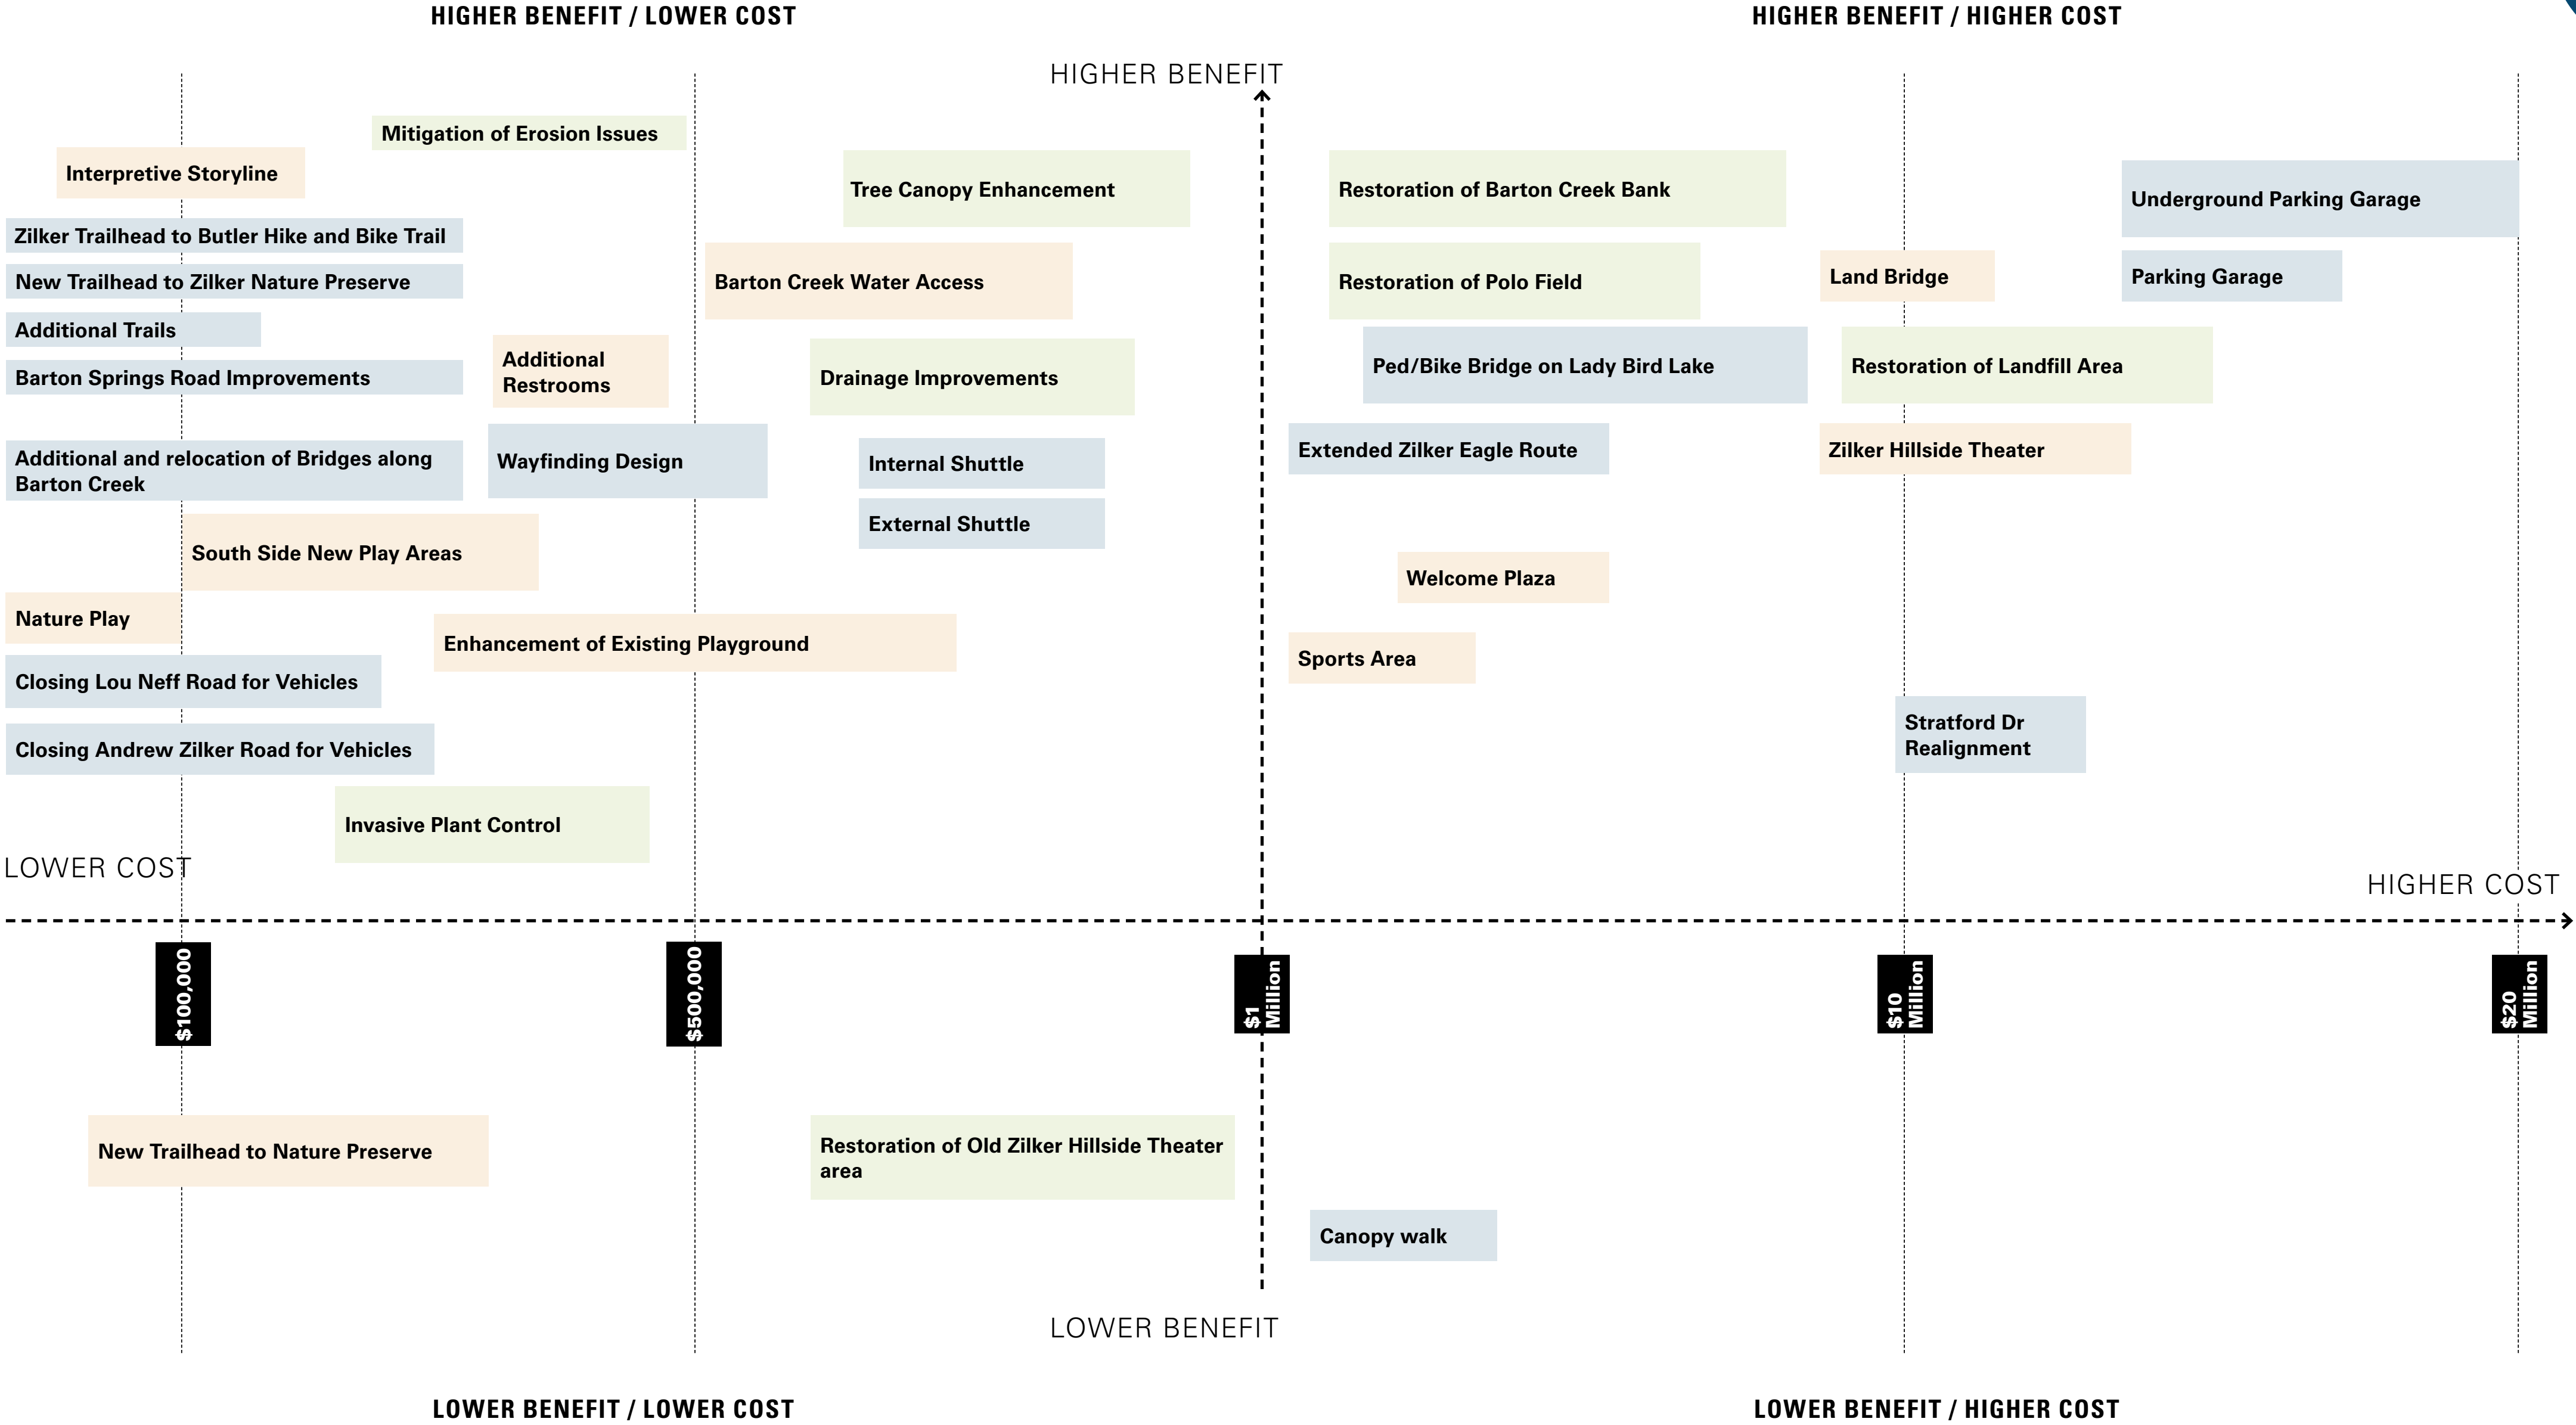 HIGHER BENEFIT / LOWER COST
HIGHER BENEFIT / HIGHER COST
HIGHER BENEFIT
Mitigation of Erosion Issues
Interpretive Storyline
Tree Canopy Enhancement
Restoration of Barton Creek Bank
Underground Parking Garage
Zilker Trailhead to Butler Hike and Bike Trail
New Trailhead to Zilker Nature Preserve
Barton Creek Water Access
Restoration of Polo Field
Land Bridge
Parking Garage
Additional Trails
Barton Springs Road Improvements
Additional
Restrooms
Drainage Improvements
Ped/Bike Bridge on Lady Bird Lake
Restoration of Landfill Area
Additional and relocation of Bridges along
Barton Creek
Wayfinding Design
Internal Shuttle
Extended Zilker Eagle Route
Zilker Hillside Theater
External Shuttle
South Side New Play Areas
Welcome Plaza
Nature Play
Enhancement of Existing Playground
Sports Area
Closing Lou Neff Road for Vehicles
Stratford Dr
Realignment
Closing Andrew Zilker Road for Vehicles
Invasive Plant Control
LOWER COST
HIGHER COST
$100,000
$500,000
$1
Million
$10
Million
$20
Million
New Trailhead to Nature Preserve
Restoration of Old Zilker Hillside Theater
area
Canopy walk
LOWER BENEFIT
LOWER BENEFIT / LOWER COST
LOWER BENEFIT / HIGHER COST